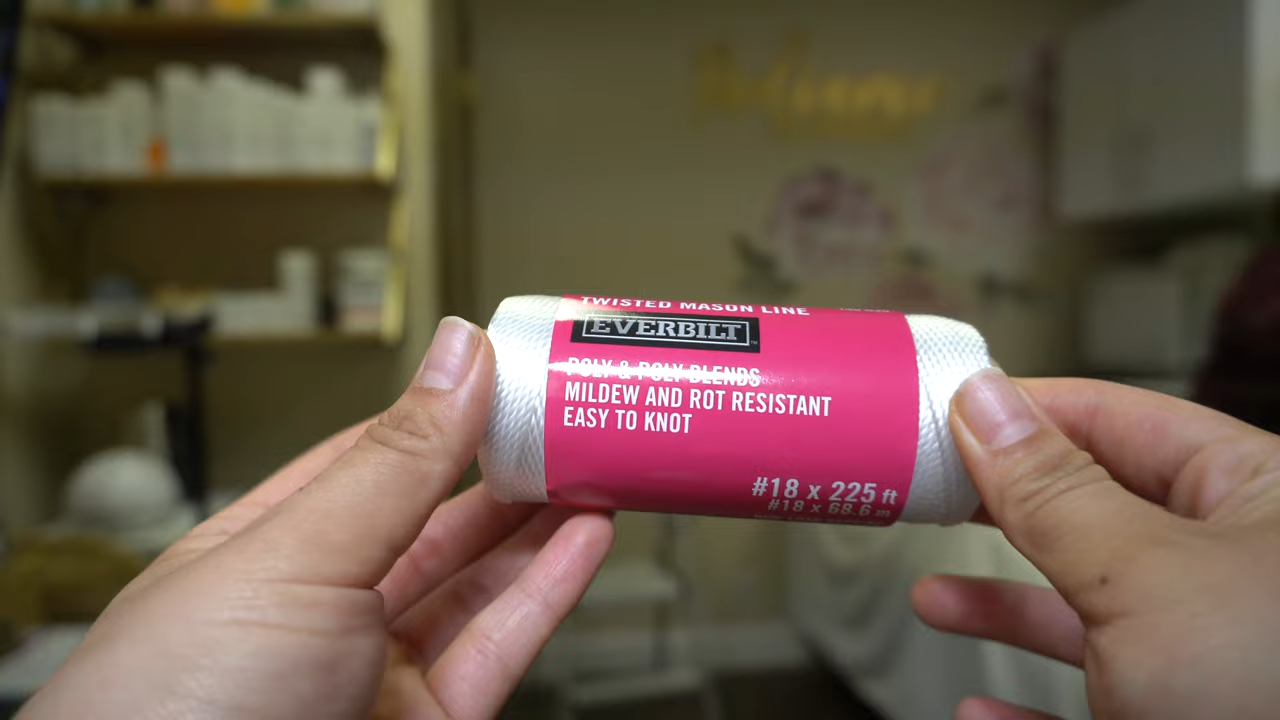 TWISTED MASON LINE
EVERBILT™
POLY & POLY BLENDS
MILDEW AND ROT RESISTANT
EASY TO KNOT
#18 x 225 ft
#18 x 68.6 m